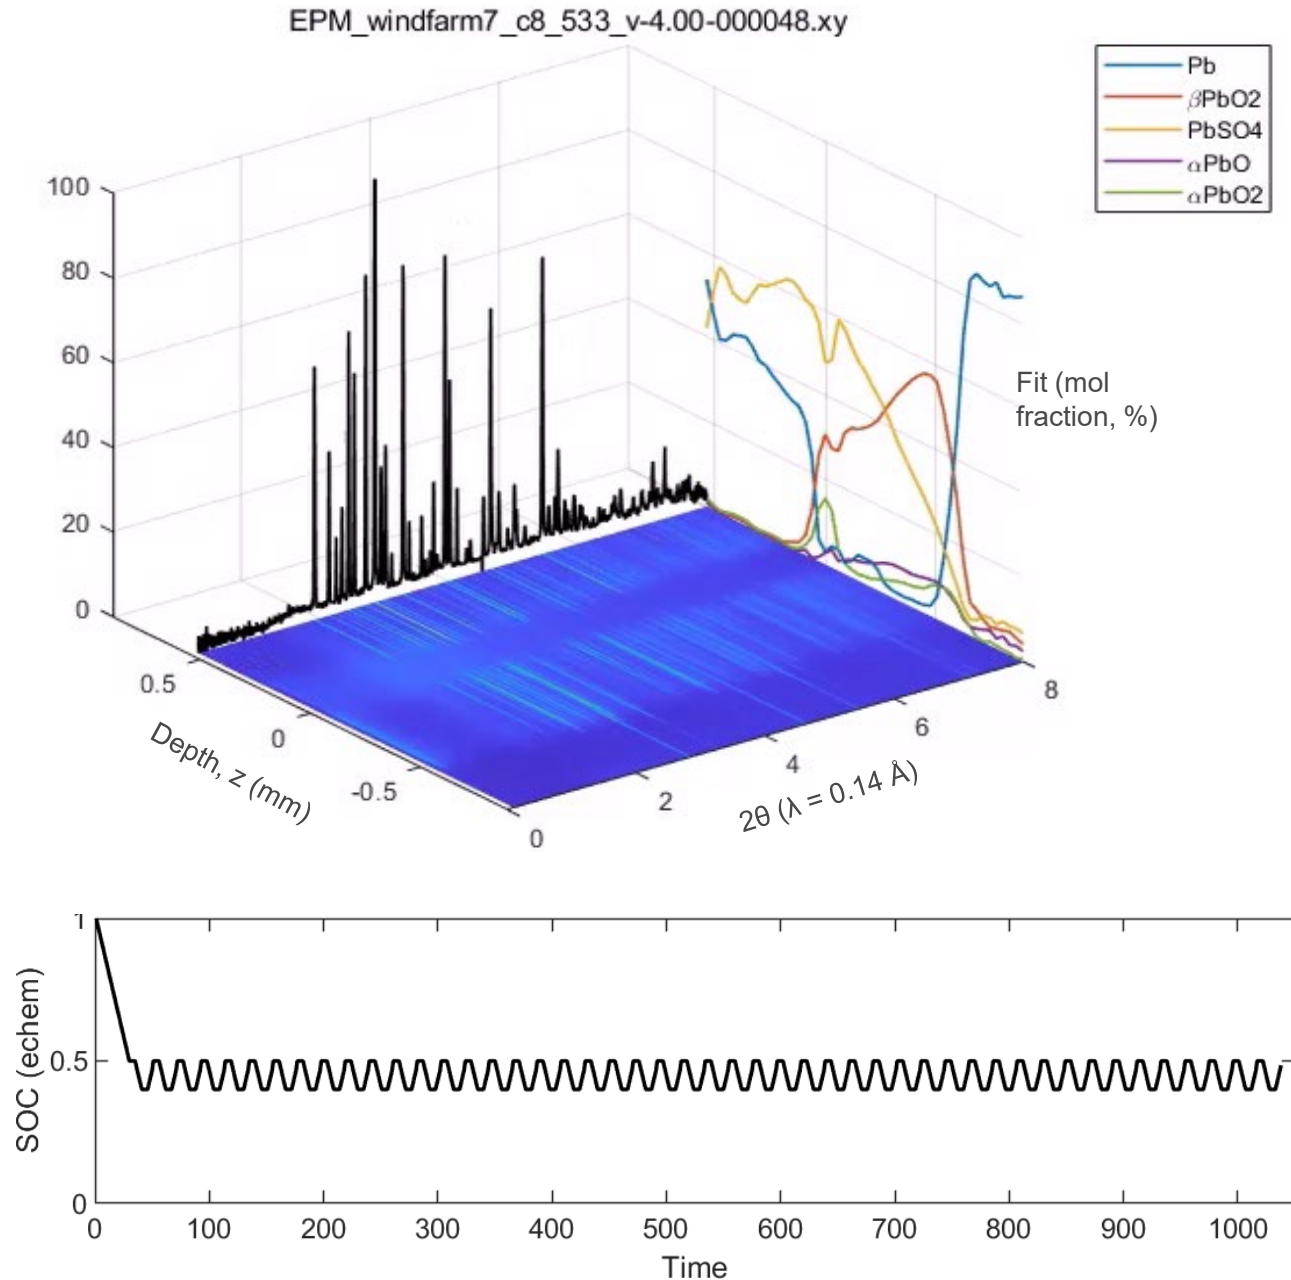 EPM_windfarm7_c8_533_v-4.00-000048.xy
Pb
βPbO2
PbSO4
αPbO
αPbO2
100
80
60
40
20
0
Fit (mol
fraction, %)
0.5
0
-0.5
Depth, z (mm)
0
2
4
6
8
2θ (λ = 0.14 Å)
1
0.5
0
SOC (echem)
0 100 200 300 400 500 600 700 800 900 1000
Time